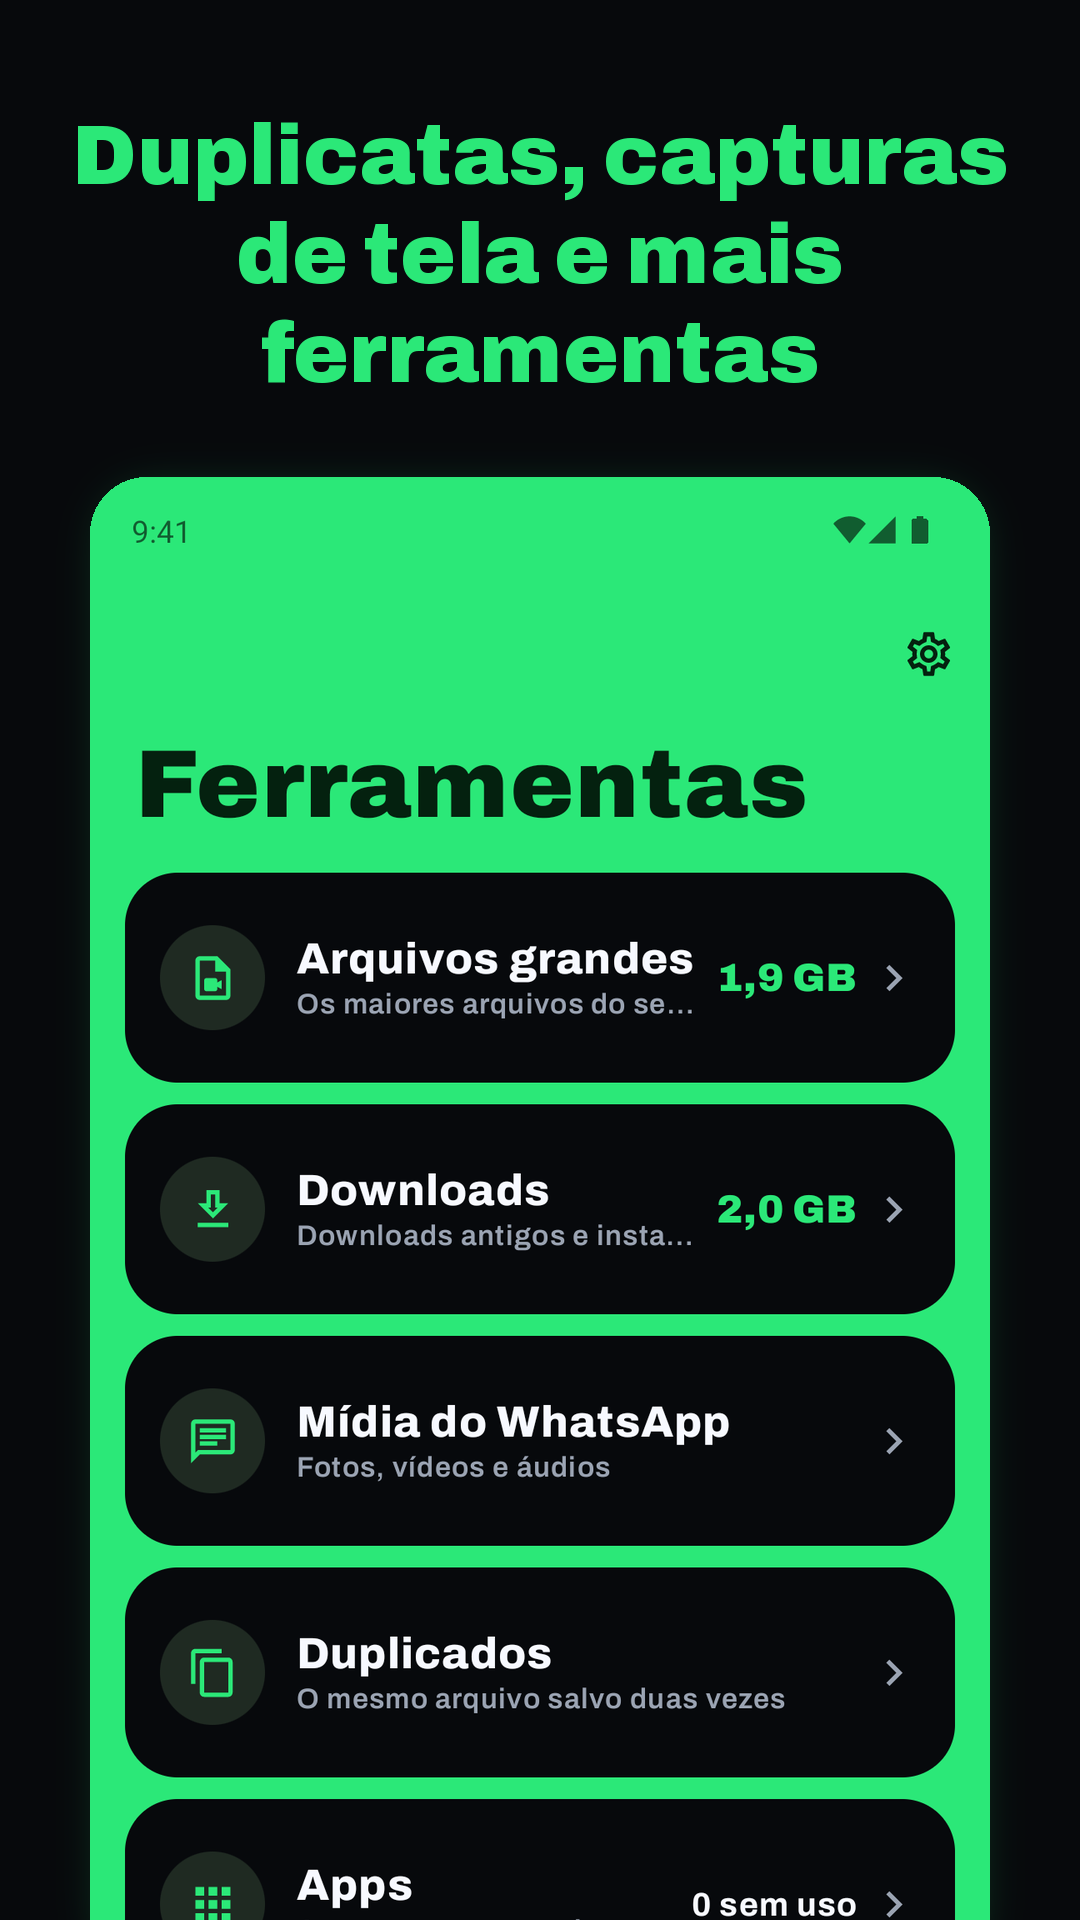 Duplicatas, capturas
de tela e mais
ferramentas
9:41
Ferramentas
Arquivos grandes
Os maiores arquivos do se...
1,9 GB
Downloads
Downloads antigos e insta...
2,0 GB
Mídia do WhatsApp
Fotos, vídeos e áudios
Duplicados
O mesmo arquivo salvo duas vezes
Apps
0 sem uso